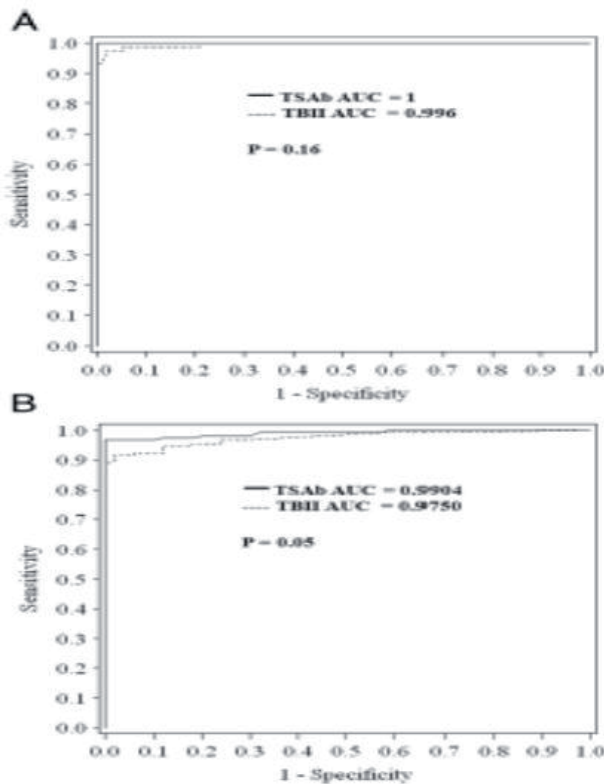 A
1.0
0.9
0.8
0.7
0.6
0.5
0.4
0.3
0.2
0.1
0.0
Sensitivity
TSAb AUC = 1
TBII AUC = 0.996
P = 0.16
0.0 0.1 0.2 0.3 0.4 0.5 0.6 0.7 0.8 0.9 1.0
1 - Specificity
B
1.0
0.9
0.8
0.7
0.6
0.5
0.4
0.3
0.2
0.1
0.0
Sensitivity
TSAb AUC = 0.9904
TBII AUC = 0.9750
P = 0.05
0.0 0.1 0.2 0.3 0.4 0.5 0.6 0.7 0.8 0.9 1.0
1 - Specificity